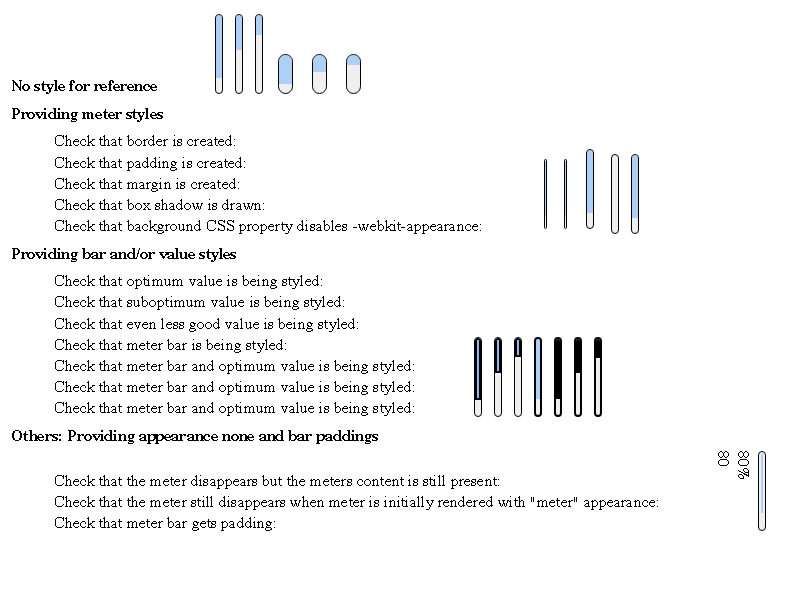 No style for reference
Providing meter styles
Check that border is created:
Check that padding is created:
Check that margin is created:
Check that box shadow is drawn:
Check that background CSS property disables -webkit-appearance:
Providing bar and/or value styles
Check that optimum value is being styled:
Check that suboptimum value is being styled:
Check that even less good value is being styled:
Check that meter bar is being styled:
Check that meter bar and optimum value is being styled:
Check that meter bar and optimum value is being styled:
Check that meter bar and optimum value is being styled:
Others: Providing appearance none and bar paddings
80
80%
Check that the meter disappears but the meters content is still present:
Check that the meter still disappears when meter is initially rendered with "meter" appearance:
Check that meter bar gets padding: